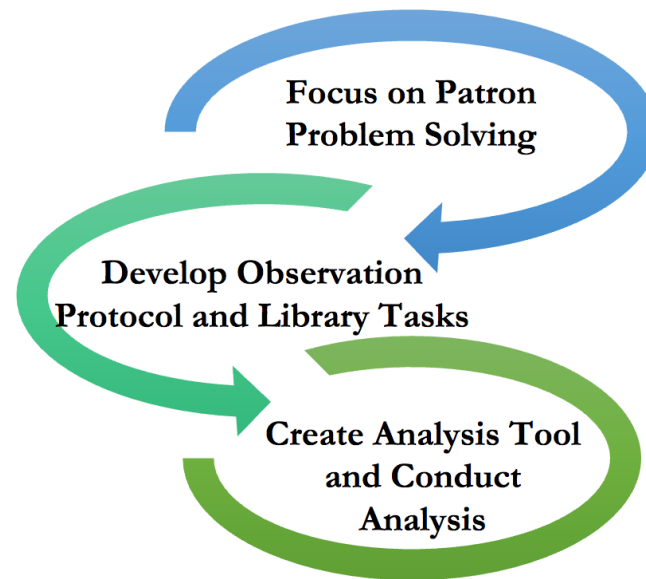 Focus on Patron
Problem Solving
Develop Observation
Protocol and Library Tasks
Create Analysis Tool
and Conduct
Analysis